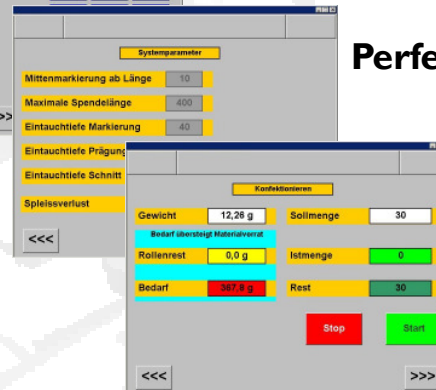 Perfe
Systemparameter
Mittenmarkierung ab Länge 10
Maximale Spendelänge 400
Eintauchtiefe Markierung 40
Eintauchtiefe Prägung
Eintauchtiefe Schnitt
Spleissverlust
<<<
>>
Konfektionieren
Gewicht 12,26 g Sollmenge 30
Bedarf übersteigt Materialvorrat
Rollenrest 0,0 g Istmenge 0
Bedarf 367,8 g Rest 30
Stop Start
<<< >>>